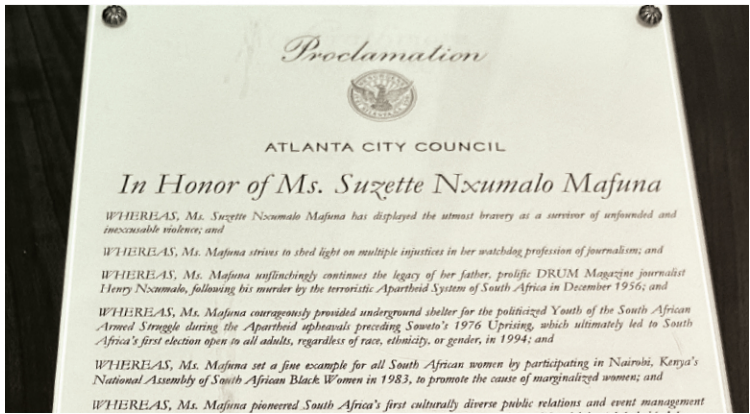 Proclamation
ATLANTA CITY COUNCIL
In Honor of Ms. Suzette Nxumalo Mafuna
WHEREAS, Ms. Suzette Nxumalo Mafuna has displayed the utmost bravery as a survivor of unfounded and
inexcusable violence; and
WHEREAS, Ms. Mafuna strives to shed light on multiple injustices in her watchdog profession of journalism; and
WHEREAS, Ms. Mafuna unflinchingly continues the legacy of her father, prolific DRUM Magazine journalist
Henry Nxumalo, following his murder by the terroristic Apartheid System of South Africa in December 1956; and
WHEREAS, Ms. Mafuna courageously provided underground shelter for the politicized Youth of the South African
Armed Struggle during the Apartheid upheavals preceding Soweto's 1976 Uprising, which ultimately led to South
Africa's first election open to all adults, regardless of race, ethnicity, or gender, in 1994; and
WHEREAS, Ms. Mafuna set a fine example for all South African women by participating in Nairobi, Kenya's
National Assembly of South African Black Women in 1983, to promote the cause of marginalized women; and
WHEREAS, Ms. Mafuna pioneered South Africa's first culturally diverse public relations and event management